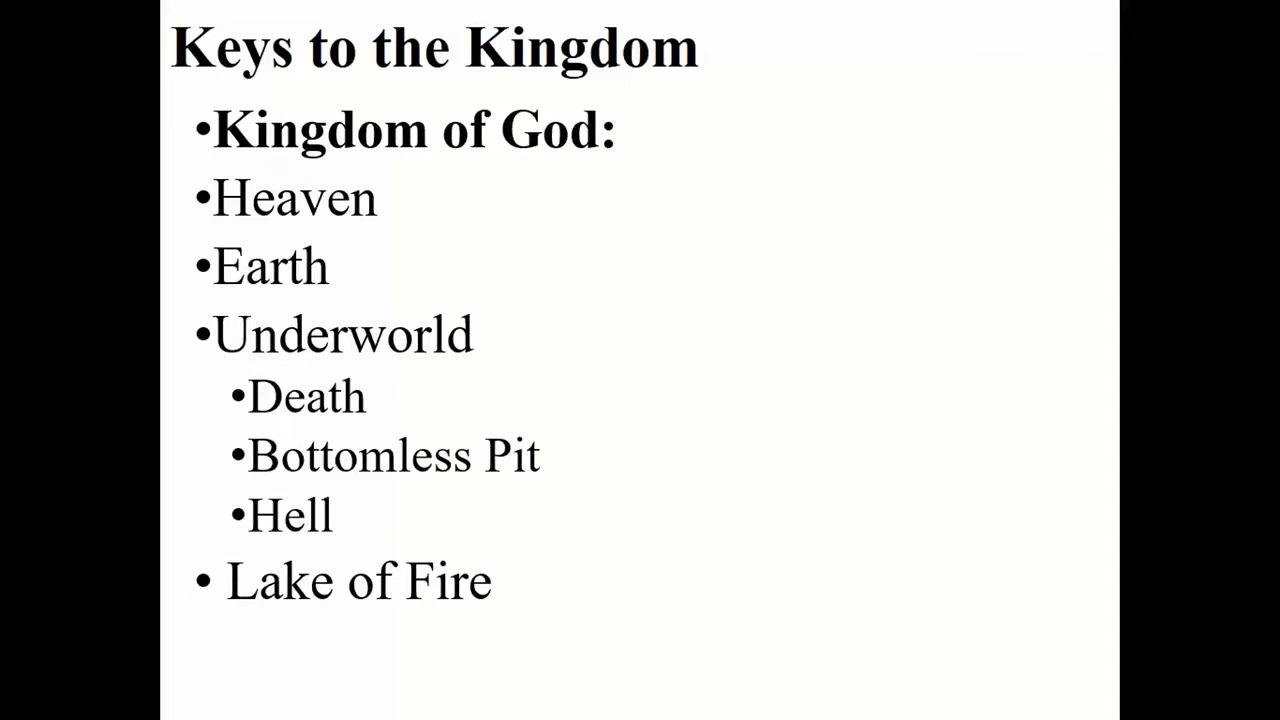 Keys to the Kingdom
•Kingdom of God:
•Heaven
•Earth
•Underworld
•Death
•Bottomless Pit
•Hell
• Lake of Fire